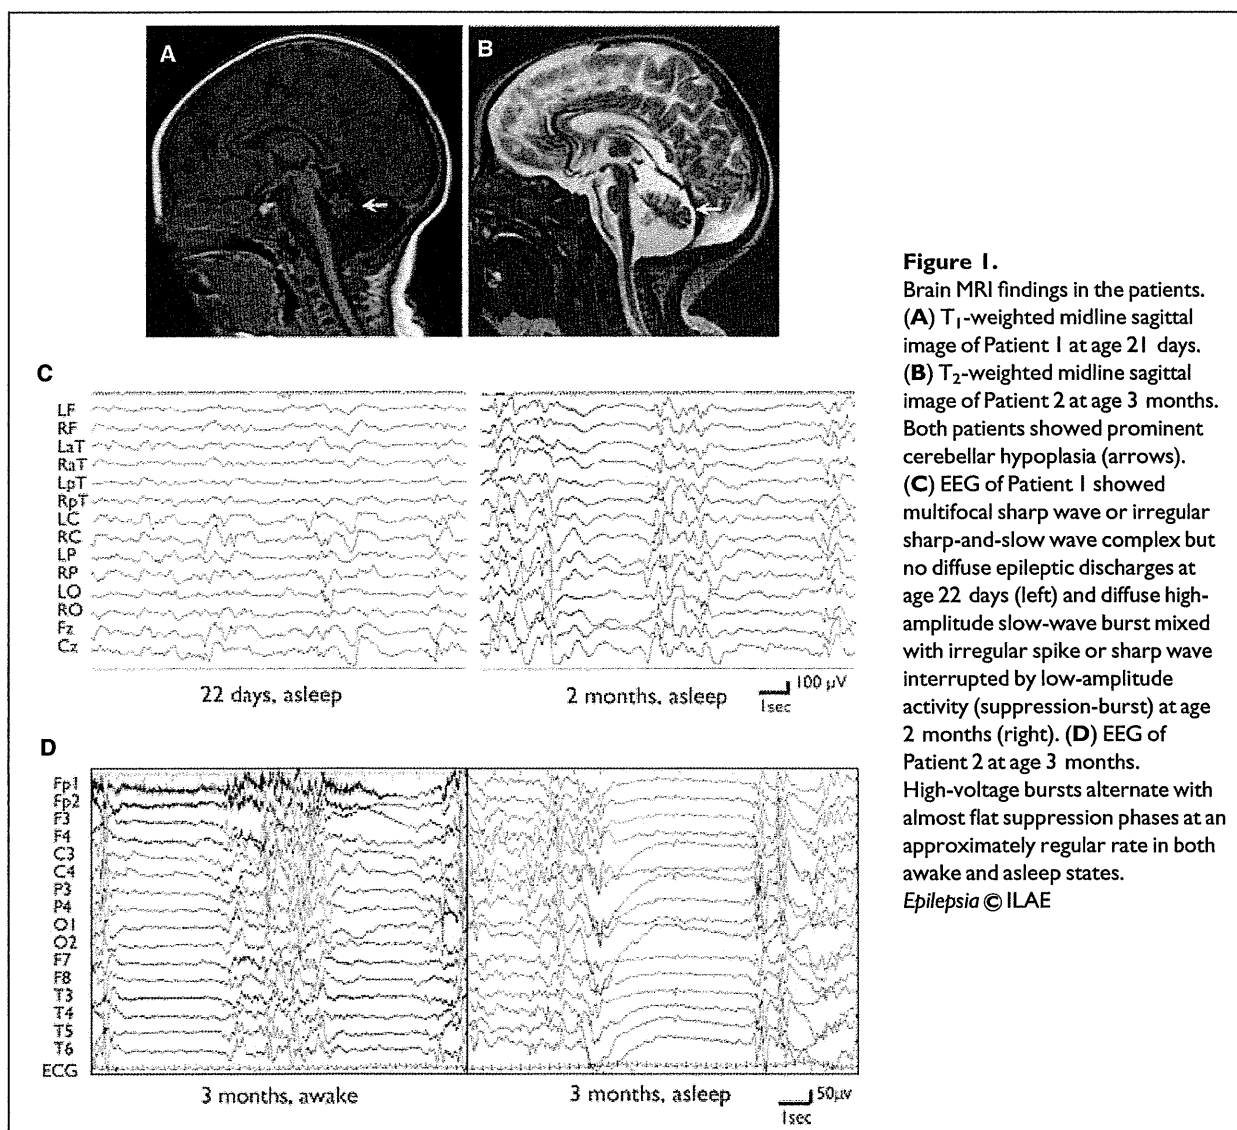 A
B
Figure 1.
Brain MRI findings in the patients.
(A) T1-weighted midline sagittal
image of Patient 1 at age 21 days.
(B) T2-weighted midline sagittal
image of Patient 2 at age 3 months.
Both patients showed prominent
cerebellar hypoplasia (arrows).
(C) EEG of Patient 1 showed
multifocal sharp wave or irregular
sharp-and-slow wave complex but
no diffuse epileptic discharges at
age 22 days (left) and diffuse high-
amplitude slow-wave burst mixed
with irregular spike or sharp wave
interrupted by low-amplitude
activity (suppression-burst) at age
2 months (right). (D) EEG of
Patient 2 at age 3 months.
High-voltage bursts alternate with
almost flat suppression phases at an
approximately regular rate in both
awake and asleep states.
Epilepsia © ILAE
C
LF
RF
LaT
RaT
LpT
RpT
LC
RC
LP
RP
LO
RO
Fz
Cz
22 days, asleep
2 months, asleep
100 µV
1sec
D
Fp1
Fp2
F3
F4
C3
C4
P3
P4
O1
O2
F7
F8
T3
T4
T5
T6
ECG
3 months, awake
3 months, asleep
50µv
1sec